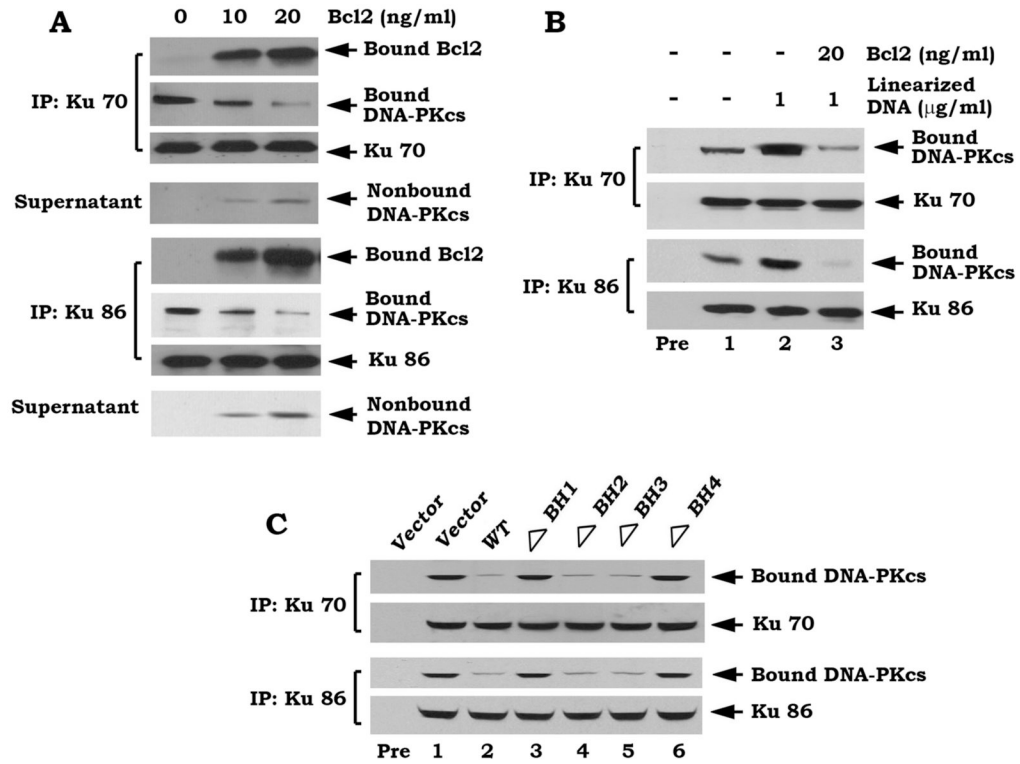 A
0 10 20 Bcl2 (ng/ml)
Bound Bcl2
IP: Ku 70
Bound
DNA-PKcs
Ku 70
Supernatant
Nonbound
DNA-PKcs
Bound Bcl2
IP: Ku 86
Bound
DNA-PKcs
Ku 86
Supernatant
Nonbound
DNA-PKcs
B
- - - 20 Bcl2 (ng/ml)
- - 1 1 Linearized
DNA (μg/ml)
IP: Ku 70
Bound
DNA-PKcs
Ku 70
IP: Ku 86
Bound
DNA-PKcs
Ku 86
Pre 1 2 3
C
Vector Vector WT △BH1 △BH2 △BH3 △BH4
IP: Ku 70
Bound DNA-PKcs
Ku 70
IP: Ku 86
Bound DNA-PKcs
Ku 86
Pre 1 2 3 4 5 6